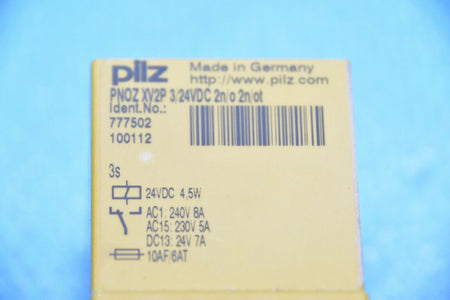 pilz
Made in Germany
http://www.pilz.com
PNOZ XV2P 3/24VDC 2n/o 2n/ot
Ident.No.:
777502
100112
3s
24VDC 4,5W
AC1: 240V 8A
AC15: 230V 5A
DC13: 24V 7A
10AF/6AT